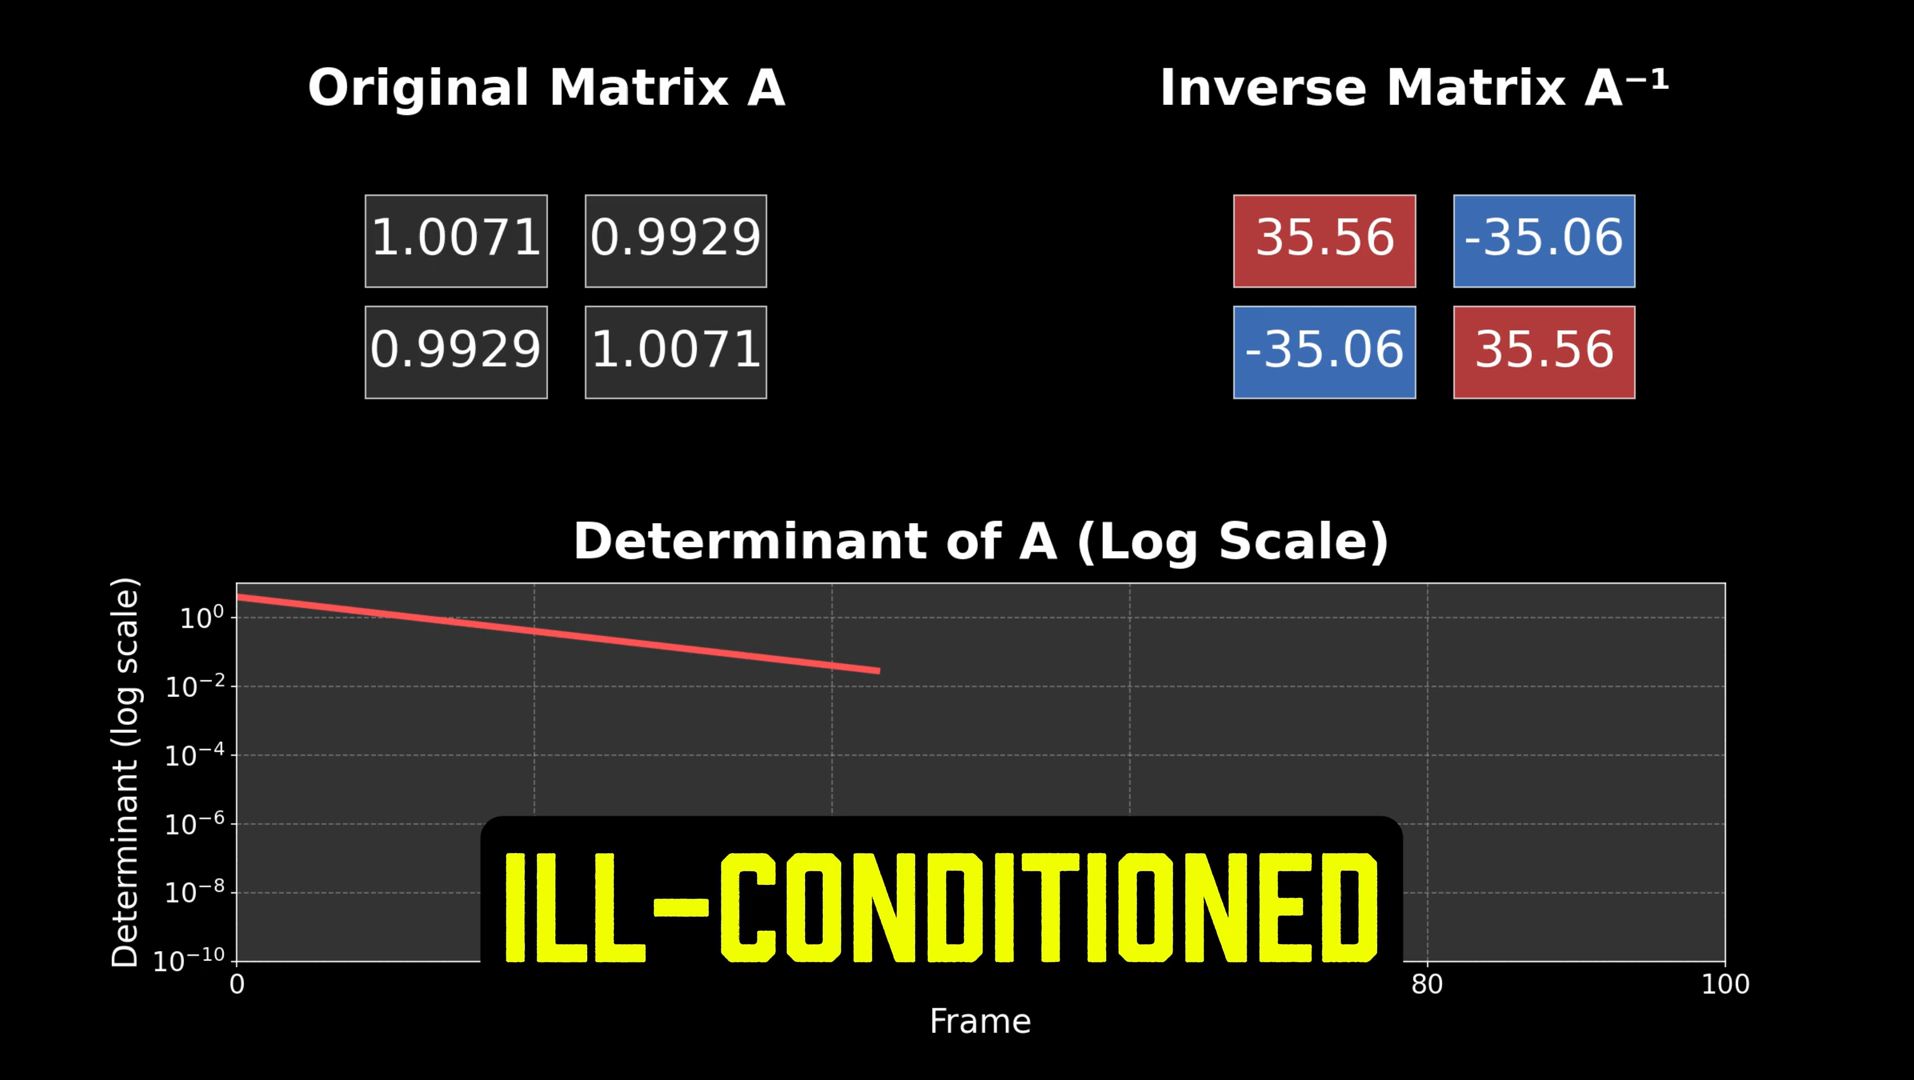 Original Matrix A
Inverse Matrix A⁻¹
1.0071 0.9929
0.9929 1.0071
35.56 -35.06
-35.06 35.56
Determinant of A (Log Scale)
Determinant (log scale)
10⁰
10⁻²
10⁻⁴
10⁻⁶
10⁻⁸
10⁻¹⁰
ILL-CONDITIONED
0 80 100
Frame